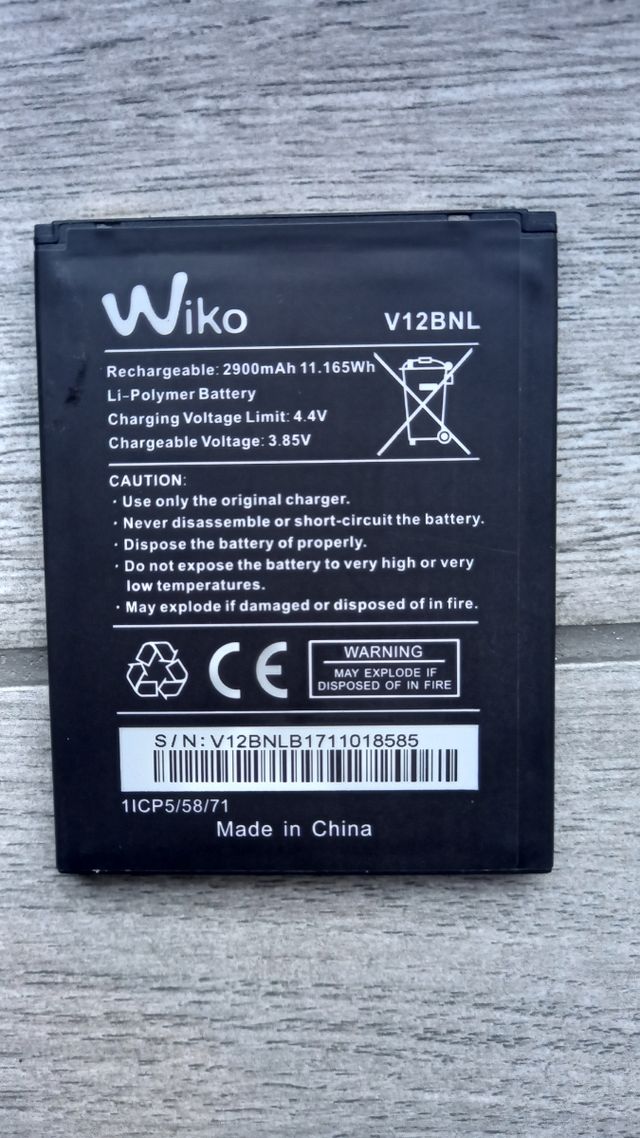 Wiko
V12BNL
Rechargeable: 2900mAh 11.165Wh
Li-Polymer Battery
Charging Voltage Limit: 4.4V
Chargeable Voltage: 3.85V
CAUTION:
· Use only the original charger.
· Never disassemble or short-circuit the battery.
· Dispose the battery of properly.
· Do not expose the battery to very high or very
low temperatures.
· May explode if damaged or disposed of in fire.
CE
WARNING
MAY EXPLODE IF
DISPOSED OF IN FIRE
S/N: V12BNLB1711018585
1ICP5/58/71
Made in China